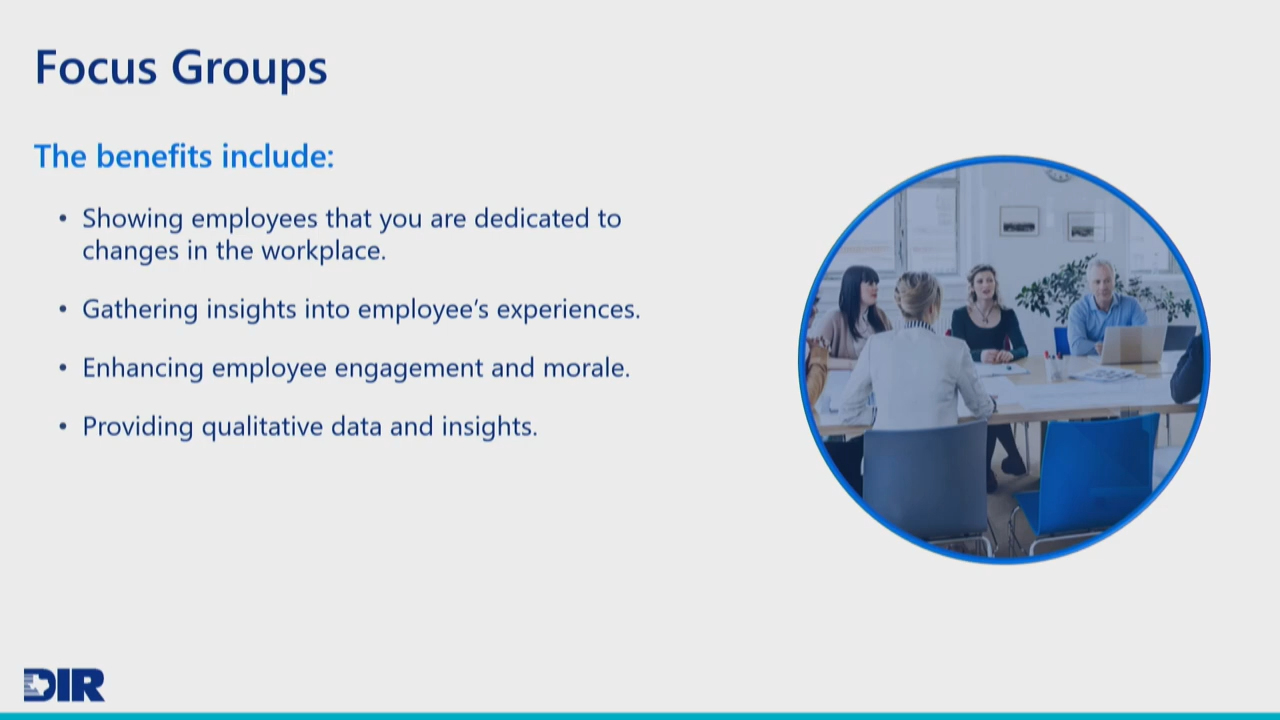 Focus Groups
The benefits include:
• Showing employees that you are dedicated to
changes in the workplace.
• Gathering insights into employee’s experiences.
• Enhancing employee engagement and morale.
• Providing qualitative data and insights.
DIR